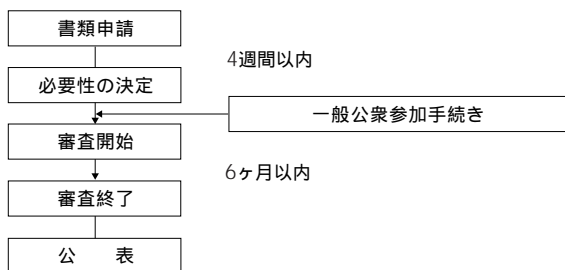 書類申請
4週間以内
必要性の決定
一般公衆参加手続き
審査開始
6ヶ月以内
審査終了
公　　表